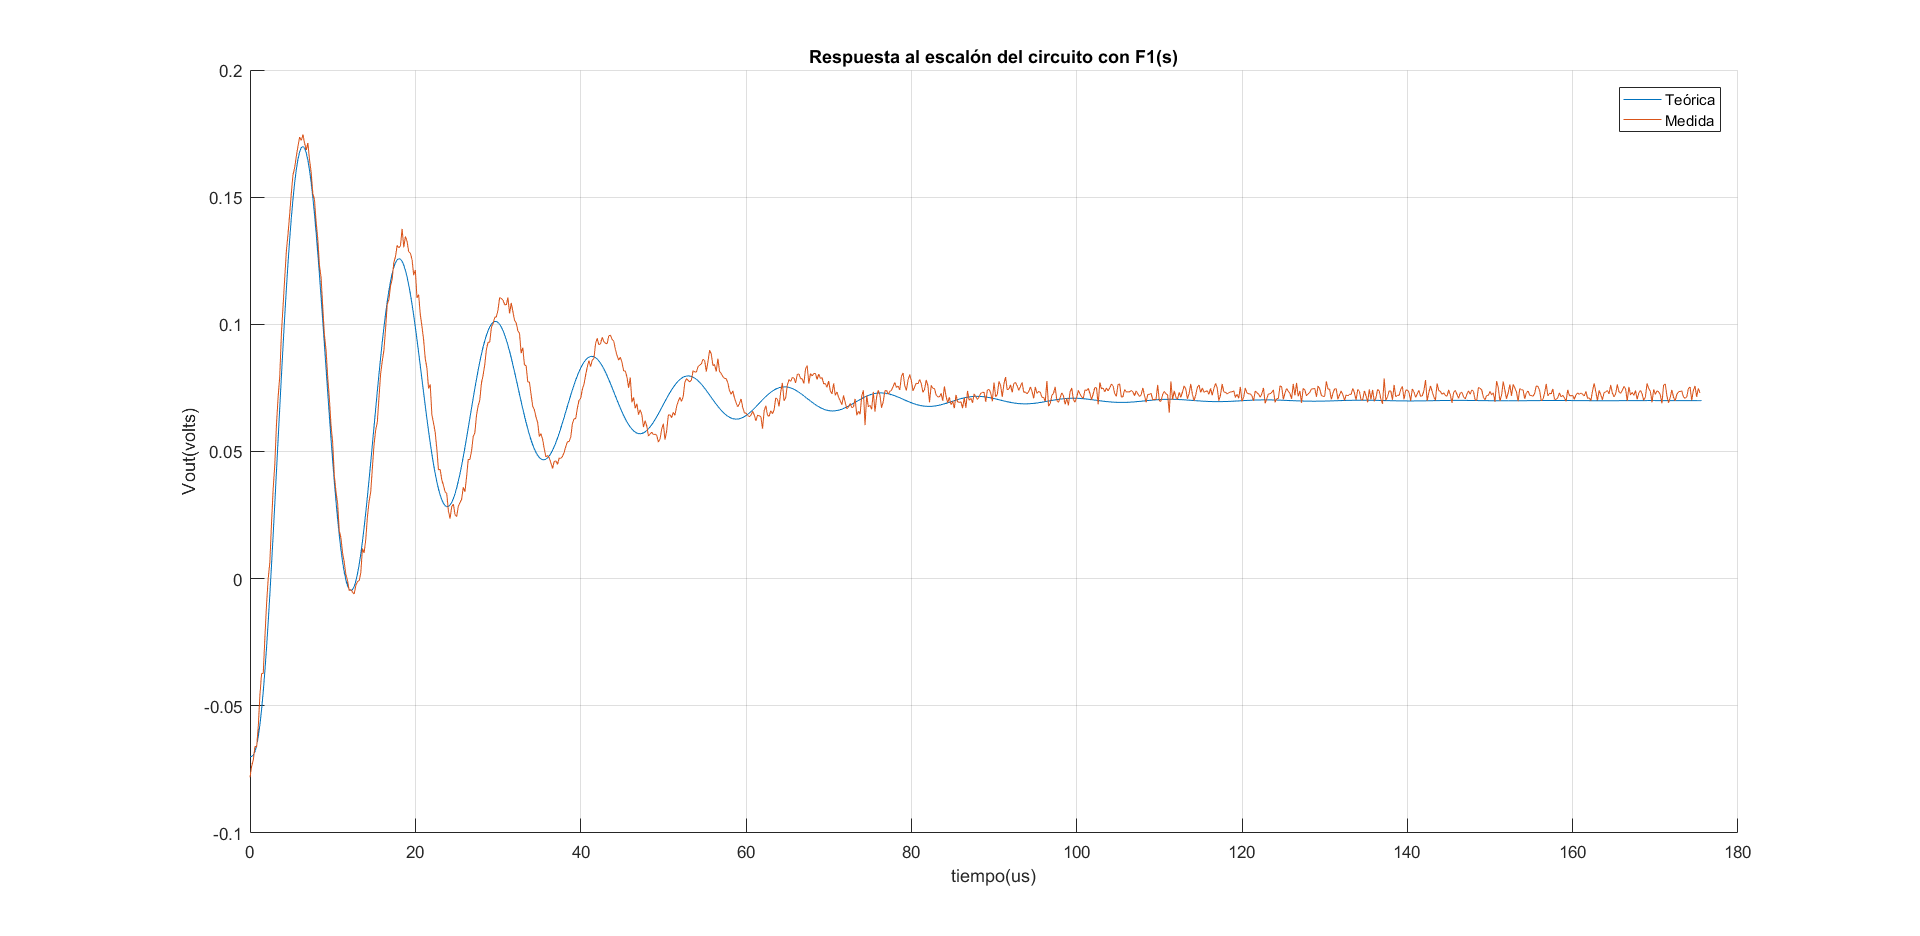 Respuesta al escalón del circuito con F1(s)
Teórica
Medida
0.2
0.15
0.1
0.05
0
-0.05
-0.1
Vout(volts)
0 20 40 60 80 100 120 140 160 180
tiempo(us)